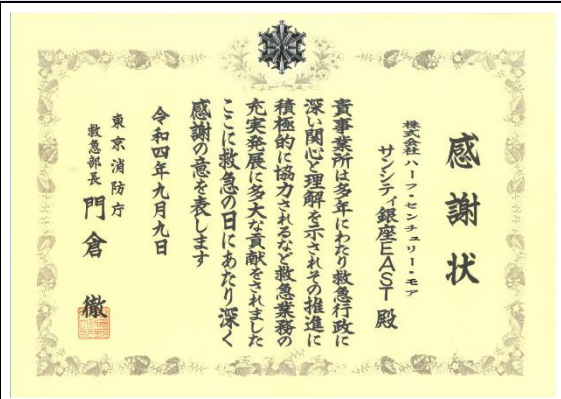 感謝状
株式会社ハーフ・センチュリー・モア
サンシティ銀座EAST 殿
貴事業所は多年にわたり救急行政に
深い関心と理解を示されその推進に
積極的に協力されるなど救急業務の
充実発展に多大な貢献をされました
ここに救急の日にあたり深く
感謝の意を表します
令和四年九月九日
東京消防庁
救急部長 門倉 徹